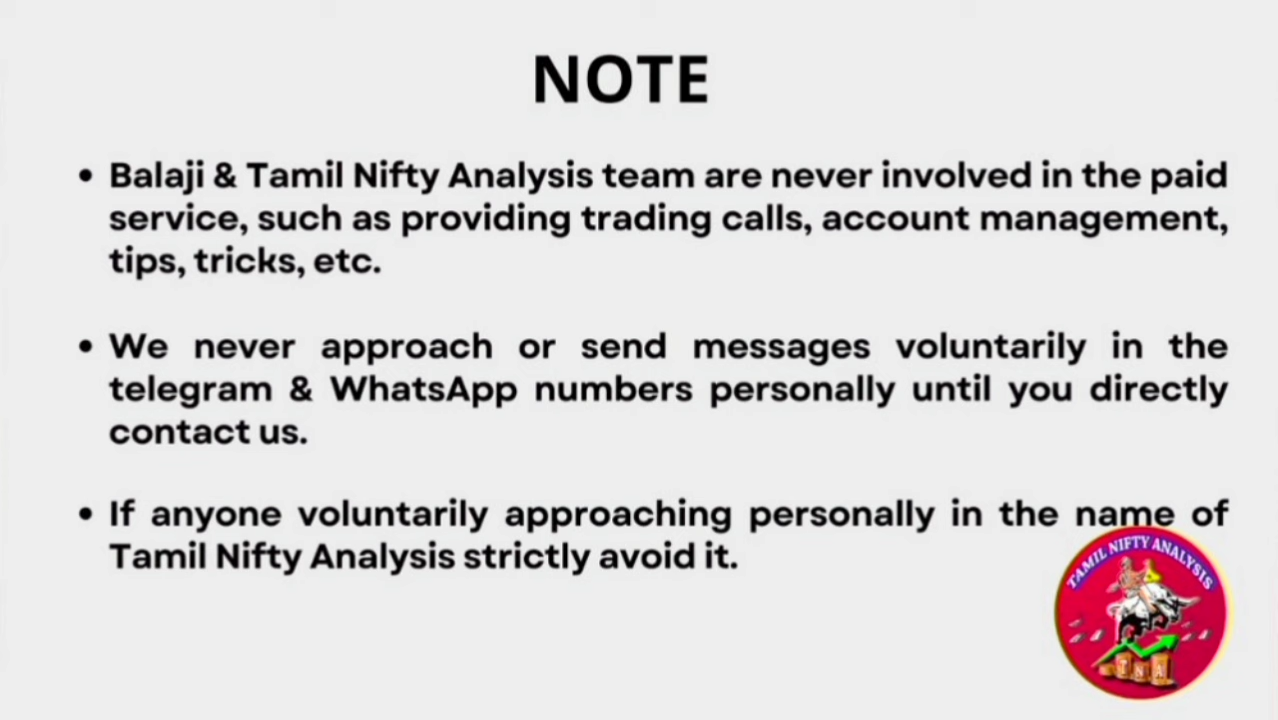 NOTE
• Balaji & Tamil Nifty Analysis team are never involved in the paid
service, such as providing trading calls, account management,
tips, tricks, etc.
• We never approach or send messages voluntarily in the
telegram & WhatsApp numbers personally until you directly
contact us.
• If anyone voluntarily approaching personally in the name of
Tamil Nifty Analysis strictly avoid it.
TAMIL NIFTY ANALYSIS
TNA